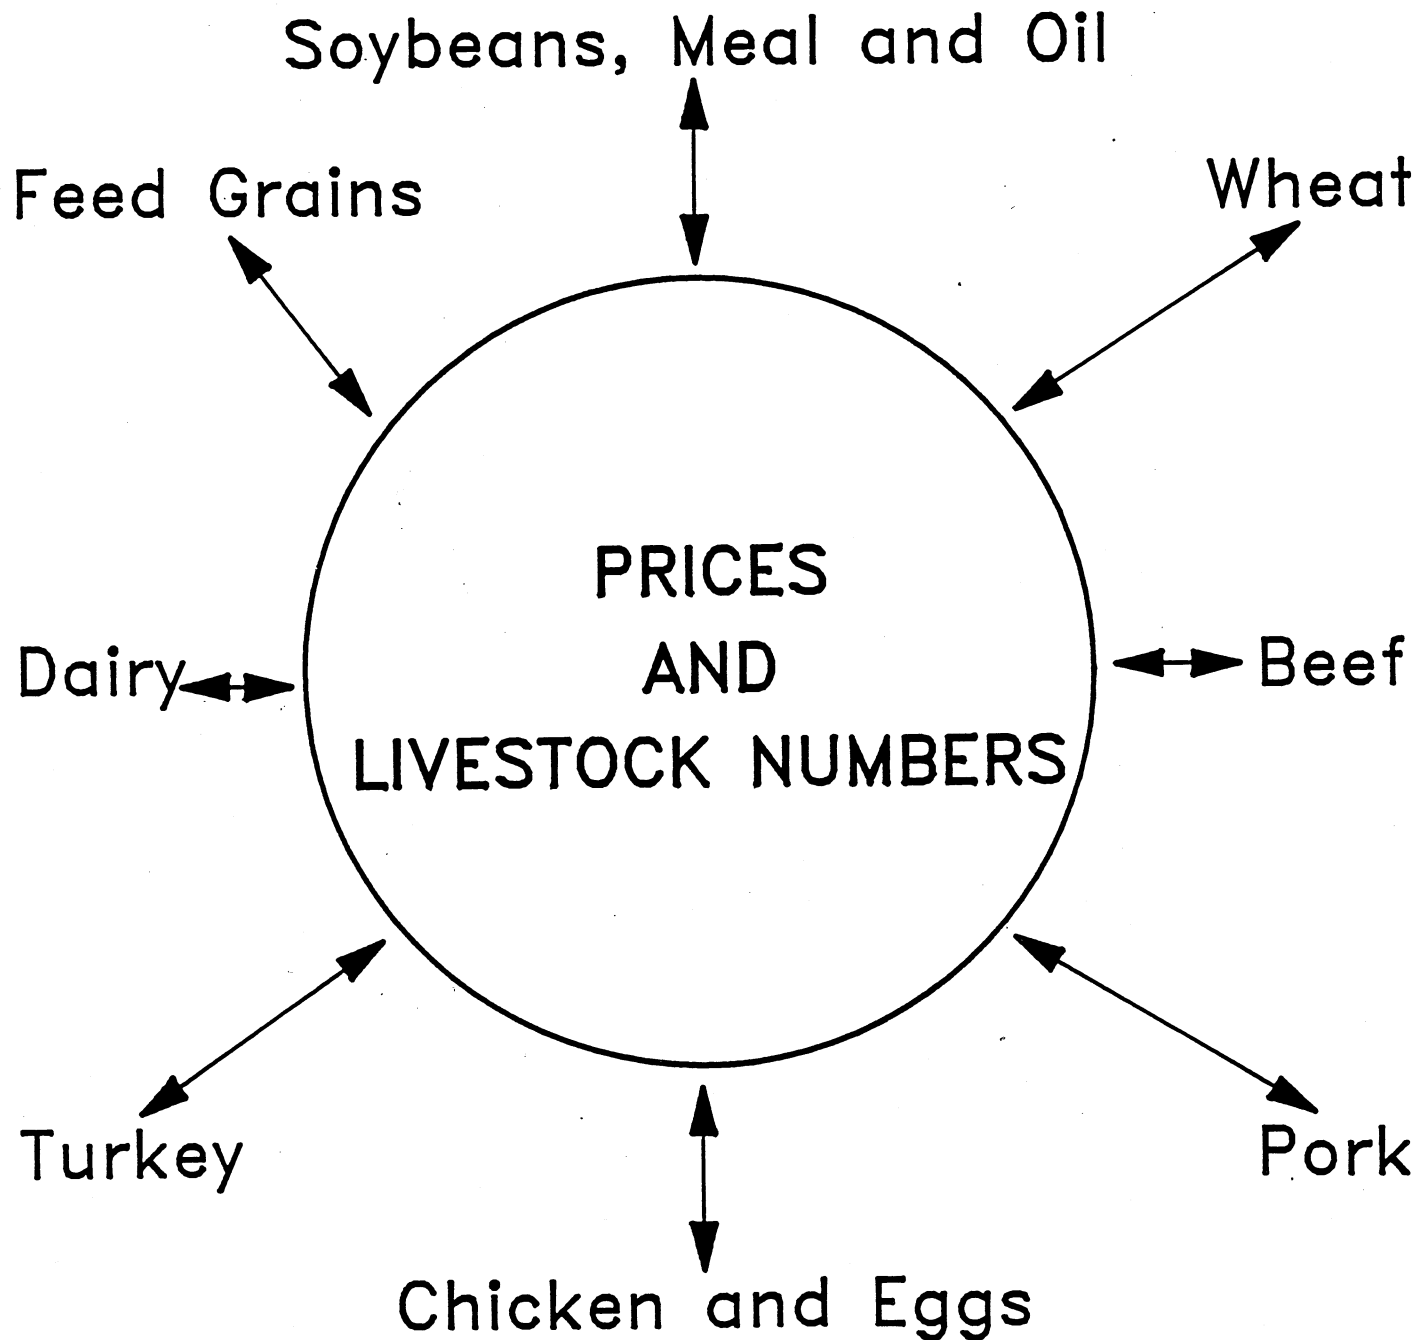 Soybeans, Meal and Oil
Feed Grains
Wheat
PRICES
AND
LIVESTOCK NUMBERS
Dairy
Beef
Turkey
Pork
Chicken and Eggs